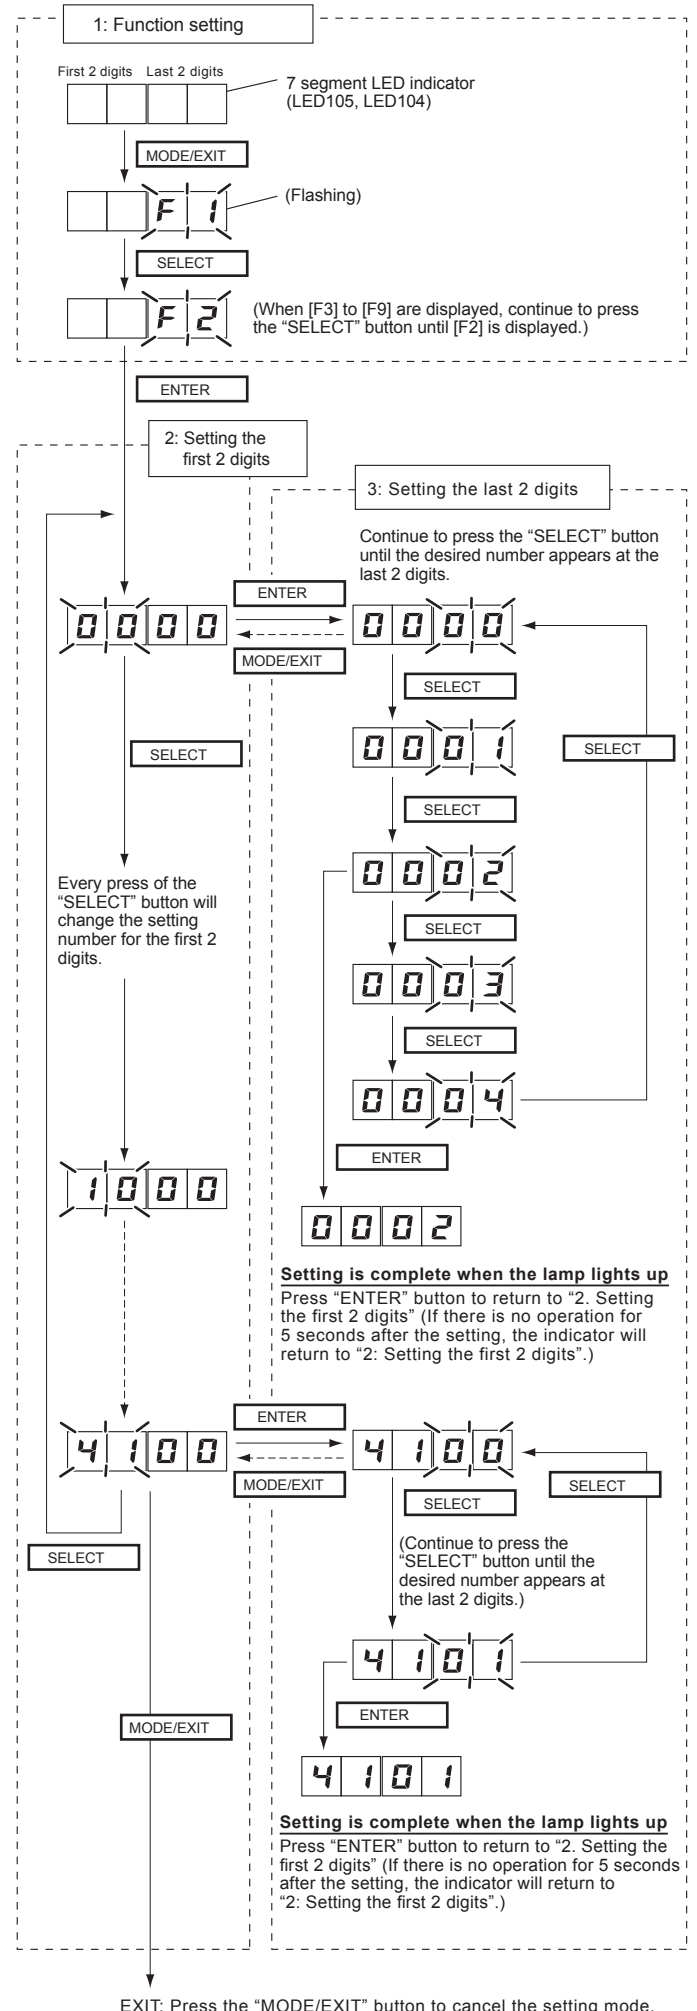 1: Function setting
First 2 digits Last 2 digits
7 segment LED indicator
(LED105, LED104)
MODE/EXIT
F 1
(Flashing)
SELECT
F 2
(When [F3] to [F9] are displayed, continue to press
the “SELECT” button until [F2] is displayed.)
ENTER
2: Setting the
first 2 digits
3: Setting the last 2 digits
Continue to press the “SELECT” button
until the desired number appears at the
last 2 digits.
ENTER
0 0 0 0
0 0 0 0
MODE/EXIT
SELECT
0 0 0 1
SELECT
SELECT
SELECT
0 0 0 2
Every press of the
“SELECT” button will
change the setting
number for the first 2
digits.
SELECT
0 0 0 3
SELECT
0 0 0 4
ENTER
1 0 0 0
0 0 0 2
Setting is complete when the lamp lights up
Press “ENTER” button to return to “2. Setting
the first 2 digits” (If there is no operation for
5 seconds after the setting, the indicator will
return to “2: Setting the first 2 digits”.)
ENTER
4 1 0 0
4 1 0 0
MODE/EXIT
SELECT
SELECT
SELECT
(Continue to press the
“SELECT” button until the
desired number appears at
the last 2 digits.)
4 1 0 1
ENTER
MODE/EXIT
4 1 0 1
Setting is complete when the lamp lights up
Press “ENTER” button to return to “2. Setting the
first 2 digits” (If there is no operation for 5 seconds
after the setting, the indicator will return to
“2: Setting the first 2 digits”.)
EXIT: Press the “MODE/EXIT” button to cancel the setting mode.